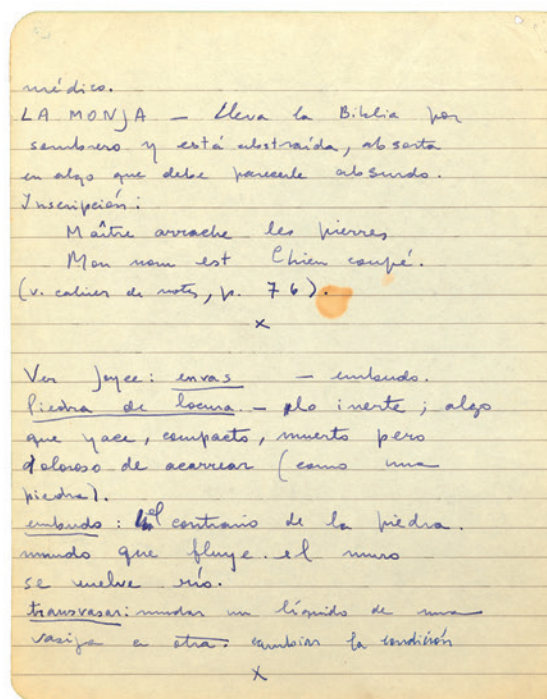 médico.
LA MONJA — lleva la Biblia por
sombrero y está abstraída, absorta
en algo que debe parecerle absurdo.
Inscripción:
Maître arrache les pierres
Mon nom est Chien coupé.
(v. cahier de notes, p. 76).
x
Ver Joyce: envas — embudo.
Piedra de locura. — plo inerte; algo
que yace, compacto, muerto pero
doloroso de acarrear (como una
piedra).
embudo: el contrario de la piedra.
mundo que fluye. el muro
se vuelve río.
transvasar: mudar un líquido de una
vasija a otra. cambiar la condición
x